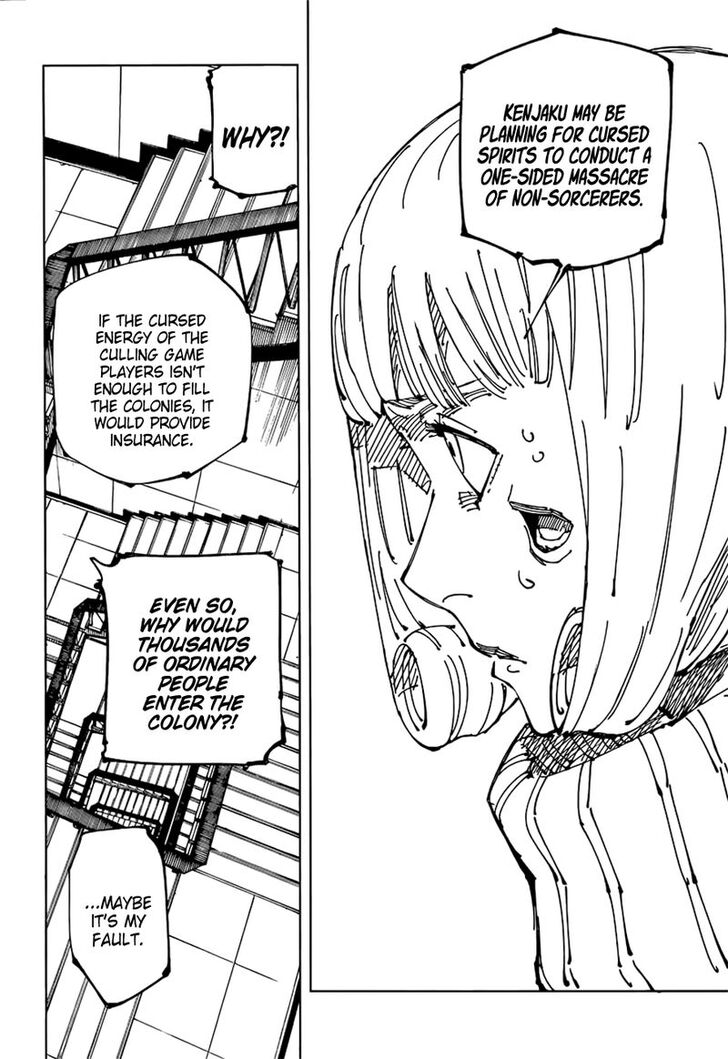 KENJAKU MAY BE
PLANNING FOR CURSED
SPIRITS TO CONDUCT A
ONE-SIDED MASSACRE
OF NON-SORCERERS.
WHY?!
IF THE CURSED
ENERGY OF THE
CULLING GAME
PLAYERS ISN'T
ENOUGH TO FILL
THE COLONIES, IT
WOULD PROVIDE
INSURANCE.
EVEN SO,
WHY WOULD
THOUSANDS
OF ORDINARY
PEOPLE
ENTER THE
COLONY?!
...MAYBE
IT'S MY
FAULT.